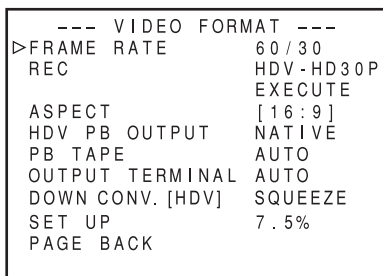 --- VIDEO FORMAT ---
▷FRAME RATE 60/30
REC HDV-HD30P
EXECUTE
ASPECT [16:9]
HDV PB OUTPUT NATIVE
PB TAPE AUTO
OUTPUT TERMINAL AUTO
DOWN CONV. [HDV] SQUEEZE
SET UP 7.5%
PAGE BACK